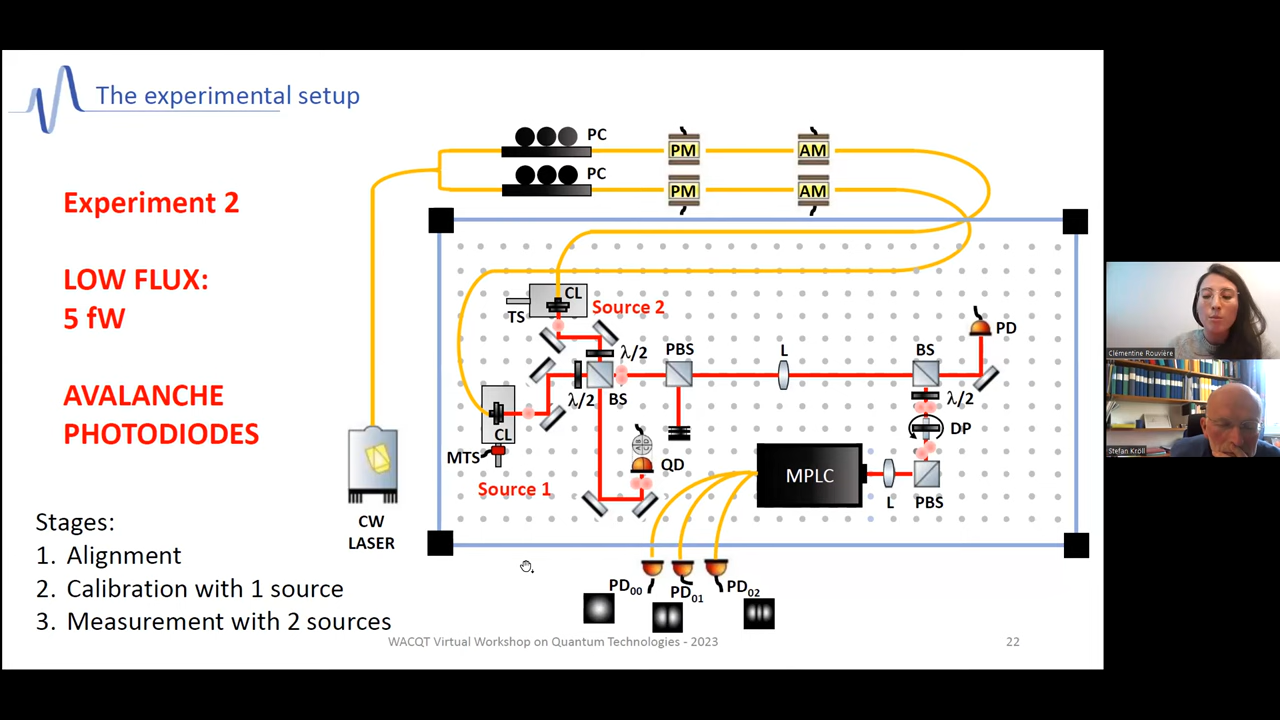 The experimental setup
Experiment 2
LOW FLUX:
5 fW
AVALANCHE
PHOTODIODES
Stages:
1. Alignment
2. Calibration with 1 source
3. Measurement with 2 sources
PC
PM
AM
PC
PM
AM
CL
TS
Source 2
λ/2
PBS
L
BS
PD
λ/2
BS
λ/2
CL
DP
MTS
QD
MPLC
Source 1
L
PBS
CW
LASER
PD00
PD01
PD02
WACQT Virtual Workshop on Quantum Technologies - 2023
22
Clémentine Rouvière
Stefan Kröll